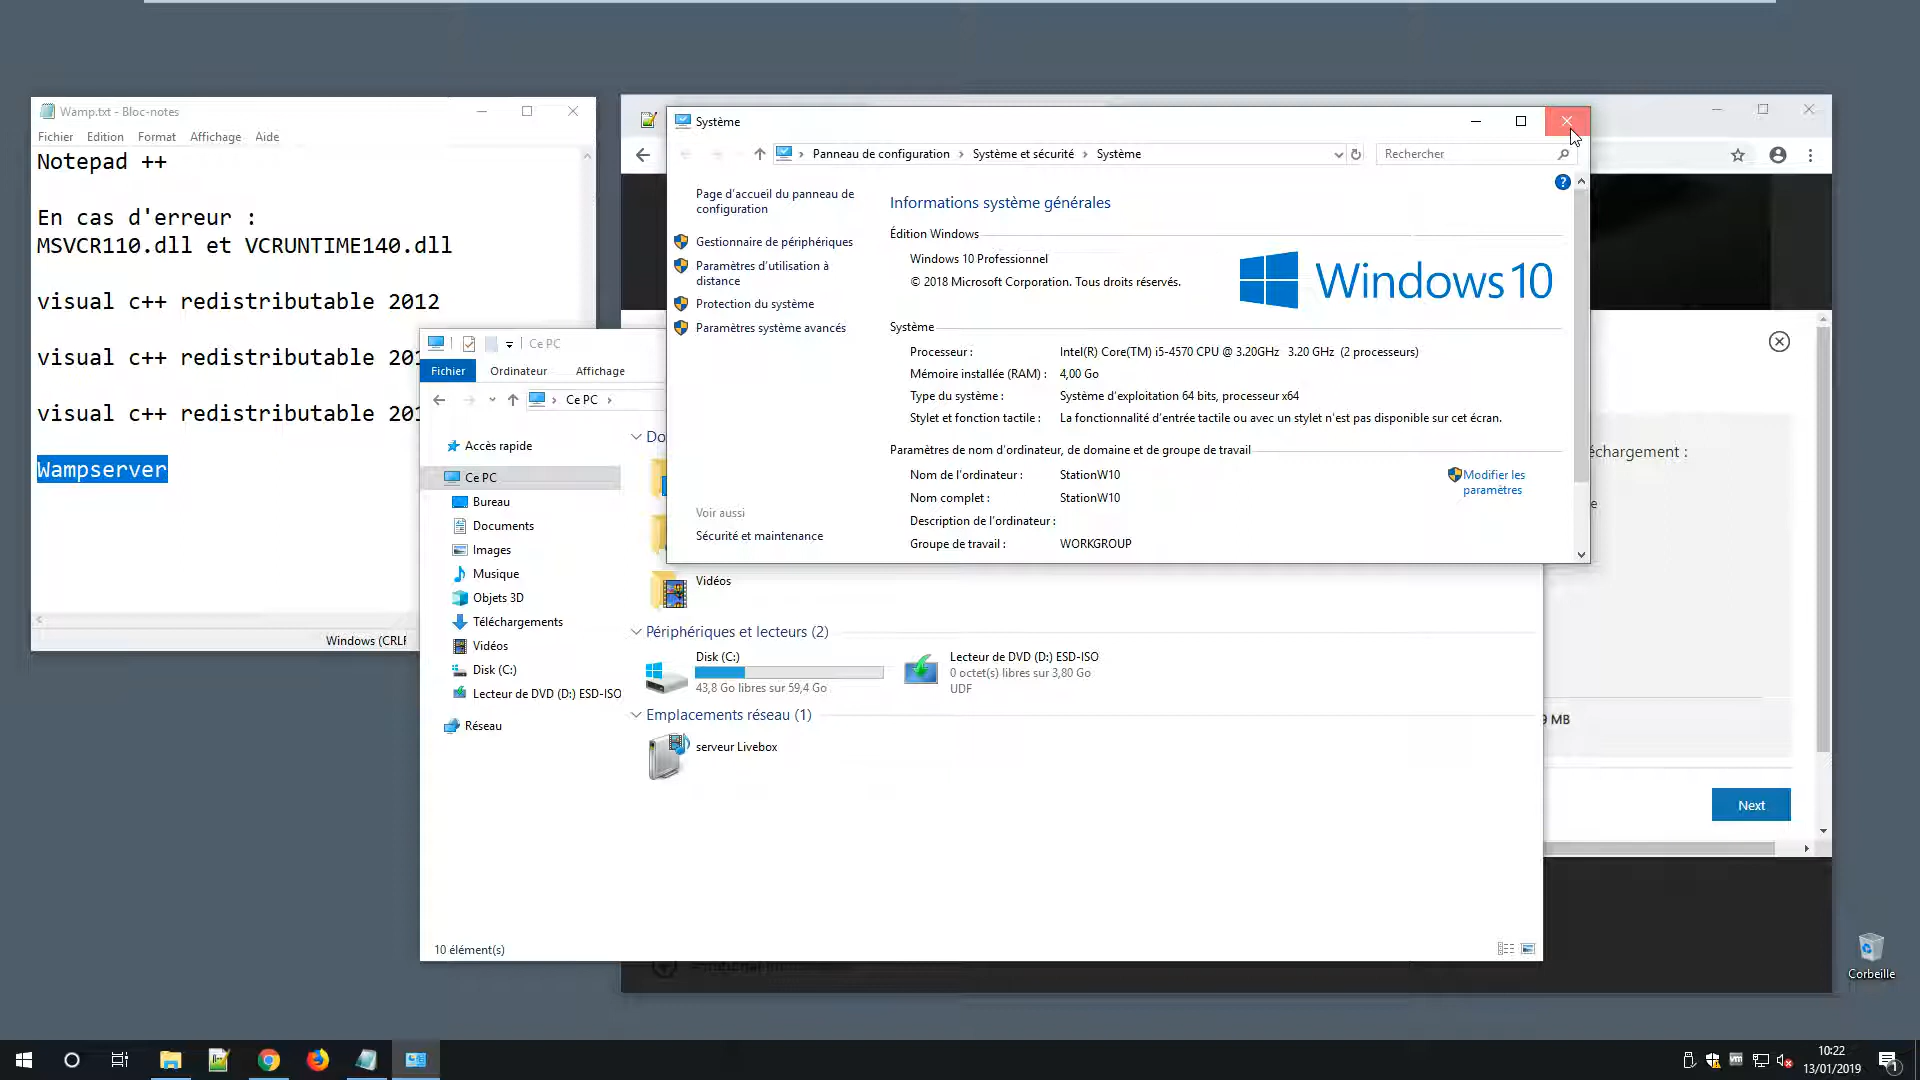 Wamp.txt - Bloc-notes
Fichier Edition Format Affichage Aide
Notepad ++
En cas d'erreur :
MSVCR110.dll et VCRUNTIME140.dll
visual c++ redistributable 2012
visual c++ redistributable
visual c++ redistributable
Wampserver
Windows (CRLF
Système
Panneau de configuration › Système et sécurité › Système
Rechercher
Page d'accueil du panneau de
configuration
Gestionnaire de périphériques
Paramètres d'utilisation à
distance
Protection du système
Paramètres système avancés
Voir aussi
Sécurité et maintenance
Informations système générales
Édition Windows
Windows 10 Professionnel
© 2018 Microsoft Corporation. Tous droits réservés.
Windows 10
Système
Processeur : Intel(R) Core(TM) i5-4570 CPU @ 3.20GHz 3.20 GHz (2 processeurs)
Mémoire installée (RAM) : 4,00 Go
Type du système : Système d'exploitation 64 bits, processeur x64
Stylet et fonction tactile : La fonctionnalité d'entrée tactile ou avec un stylet n'est pas disponible sur cet écran.
Paramètres de nom d'ordinateur, de domaine et de groupe de travail
Nom de l'ordinateur : StationW10
Modifier les
paramètres
Nom complet : StationW10
Description de l'ordinateur :
Groupe de travail : WORKGROUP
Ce PC
Fichier Ordinateur Affichage
Ce PC ›
Accès rapide
Ce PC
Bureau
Documents
Images
Musique
Objets 3D
Téléchargements
Vidéos
Disk (C:)
Lecteur de DVD (D:) ESD-ISO
Réseau
Do
Vidéos
Périphériques et lecteurs (2)
Disk (C:)
43,8 Go libres sur 59,4 Go
Lecteur de DVD (D:) ESD-ISO
0 octet(s) libres sur 3,80 Go
UDF
Emplacements réseau (1)
serveur Livebox
10 élément(s)
échargement :
9 MB
Next
Corbeille
10:22
13/01/2019
1